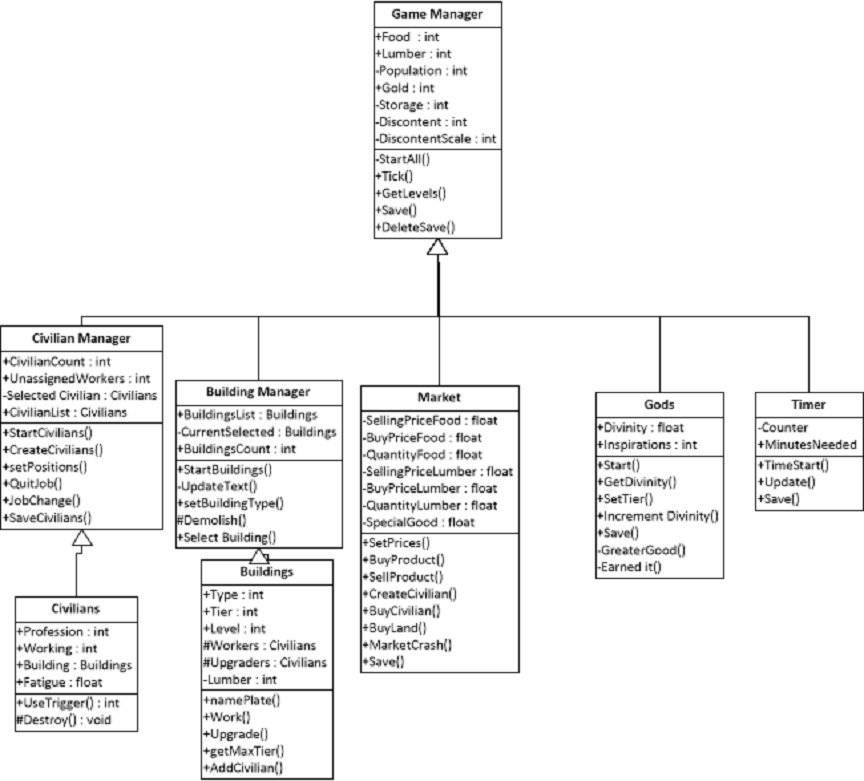 Game Manager
+Food : int
+Lumber : int
-Population : int
+Gold : int
-Storage : int
-Discontent : int
-DiscontentScale : int
-StartAll()
+Tick()
+GetLevels()
+Save()
+DeleteSave()
Civilian Manager
+CivilianCount : int
+UnassignedWorkers : int
-Selected Civilian : Civilians
+CivilianList : Civilians
+StartCivilians()
+CreateCivilians()
+setPositions()
+QuitJob()
+JobChange()
+SaveCivilians()
Building Manager
+BuildingsList : Buildings
-CurrentSelected : Buildings
+BuildingsCount : int
+StartBuildings()
-UpdateText()
+setBuildingType()
#Demolish()
+Select Building()
Market
-SellingPriceFood : float
-BuyPriceFood : float
-QuantityFood : float
-SellingPriceLumber : float
-BuyPriceLumber : float
-QuantityLumber : float
-SpecialGood : float
+SetPrices()
+BuyProduct()
+SellProduct()
+CreateCivilian()
+BuyCivilian()
+BuyLand()
+MarketCrash()
+Save()
Gods
+Divinity : float
+Inspirations : int
+Start()
+GetDivinity()
+SetTier()
+Increment Divinity()
+Save()
-GreaterGood()
-Earned it()
Timer
-Counter
+MinutesNeeded
+TimeStart()
+Update()
+Save()
Civilians
+Profession : int
+Working : int
+Building : Buildings
+Fatigue : float
+UseTrigger() : int
#Destroy() : void
Buildings
+Type : int
+Tier : int
+Level : int
#Workers : Civilians
#Upgraders : Civilians
-Lumber : int
+namePlate()
+Work()
+Upgrade()
+getMaxTier()
+AddCivilian()